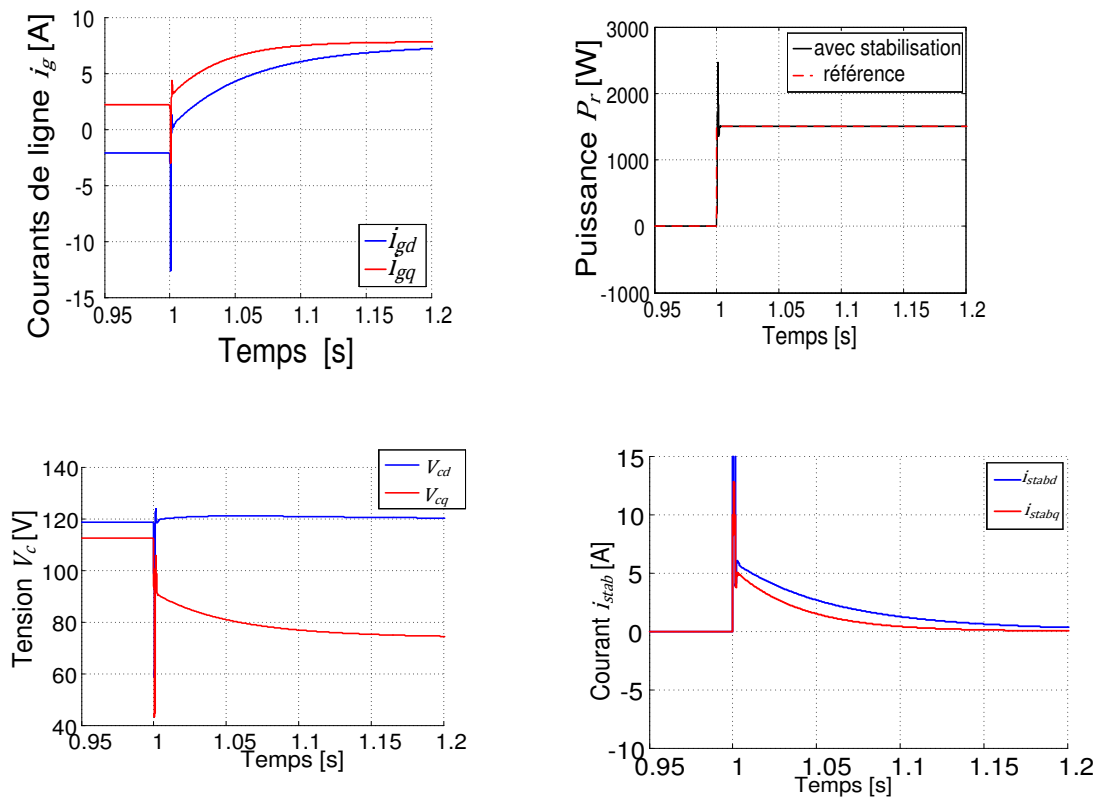 Courants de ligne i_g [A]
10
5
0
-5
-10
-15
0.95
1
1.05
1.1
1.15
1.2
Temps [s]
i_gd
i_gq
Puissance P_r [W]
3000
2000
1000
0
-1000
0.95
1
1.05
1.1
1.15
1.2
Temps [s]
avec stabilisation
référence
Tension V_c [V]
140
120
100
80
60
40
0.95
1
1.05
1.1
1.15
1.2
Temps [s]
V_cd
V_cq
Courant i_stab [A]
15
10
5
0
-5
-10
0.95
1
1.05
1.1
1.15
1.2
Temps [s]
i_stabd
i_stabq